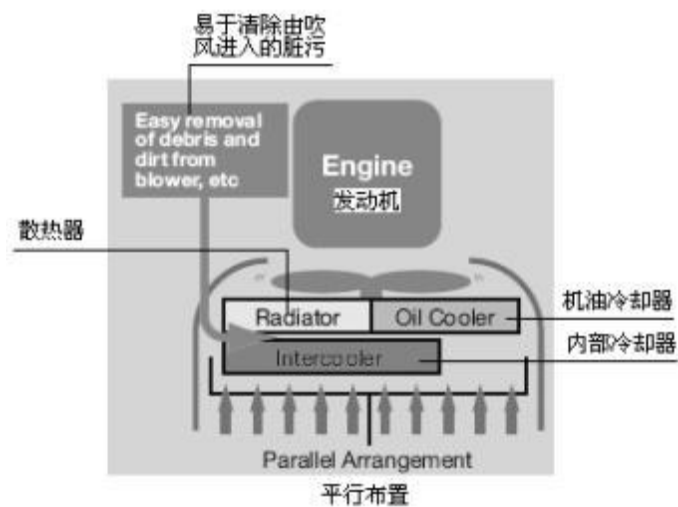 易于清除由吹
风进入的脏污
Easy removal
of debris and
dirt from
blower, etc
Engine
发动机
散热器
Radiator
Oil Cooler
机油冷却器
Intercooler
内部冷却器
Parallel Arrangement
平行布置